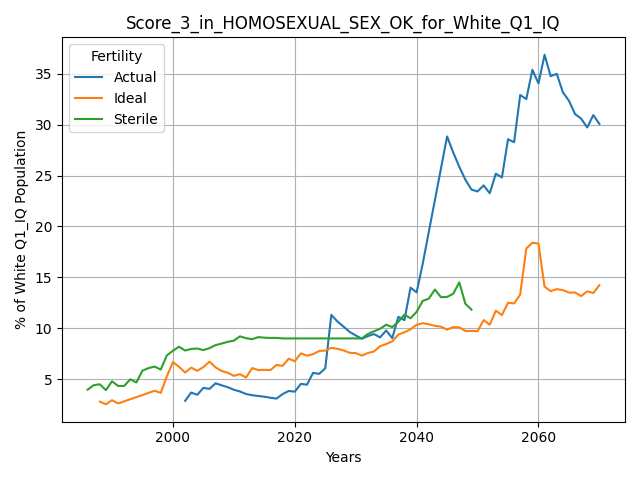 Score_3_in_HOMOSEXUAL_SEX_OK_for_White_Q1_IQ
Fertility
Actual
Ideal
Sterile
% of White Q1_IQ Population
35
30
25
20
15
10
5
2000 2020 2040 2060
Years